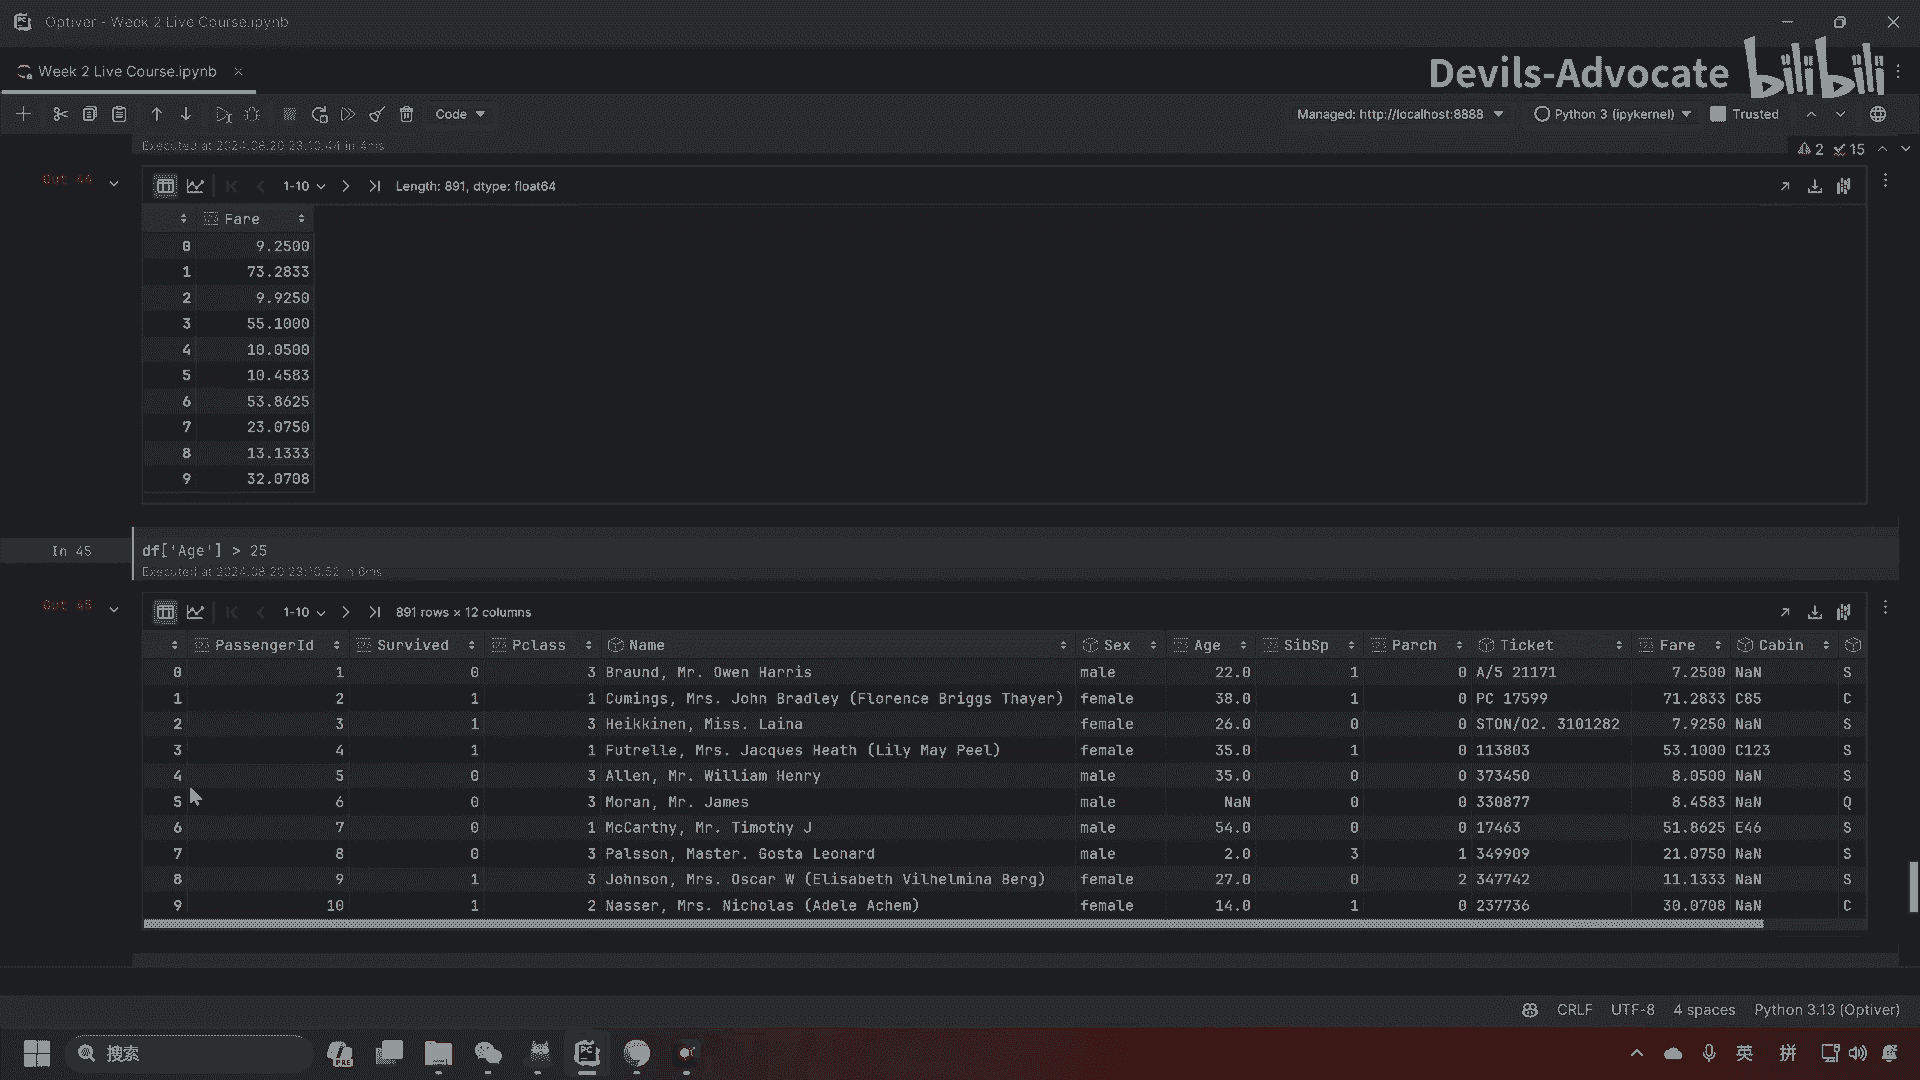 Optiver - Week 2 Live Course.ipynb
Week 2 Live Course.ipynb
Devils-Advocate bilibili
Code
Managed: http://localhost:8888 Python 3 (ipykernel) Trusted
Executed at 2024.08.20 23:10:44 in 4ms
2 15
Out 44
1-10 Length: 891, dtype: float64
Fare
0 9.2500
1 73.2833
2 9.9250
3 55.1000
4 10.0500
5 10.4583
6 53.8625
7 23.0750
8 13.1333
9 32.0708
In 45
df['Age'] > 25
Executed at 2024.08.20 23:10:52 in 6ms
Out 45
1-10 891 rows × 12 columns
PassengerId Survived Pclass Name Sex Age SibSp Parch Ticket Fare Cabin
0 1 0 3 Braund, Mr. Owen Harris male 22.0 1 0 A/5 21171 7.2500 NaN S
1 2 1 1 Cumings, Mrs. John Bradley (Florence Briggs Thayer) female 38.0 1 0 PC 17599 71.2833 C85 C
2 3 1 3 Heikkinen, Miss. Laina female 26.0 0 0 STON/O2. 3101282 7.9250 NaN S
3 4 1 1 Futrelle, Mrs. Jacques Heath (Lily May Peel) female 35.0 1 0 113803 53.1000 C123 S
4 5 0 3 Allen, Mr. William Henry male 35.0 0 0 373450 8.0500 NaN S
5 6 0 3 Moran, Mr. James male NaN 0 0 330877 8.4583 NaN Q
6 7 0 1 McCarthy, Mr. Timothy J male 54.0 0 0 17463 51.8625 E46 S
7 8 0 3 Palsson, Master. Gosta Leonard male 2.0 3 1 349909 21.0750 NaN S
8 9 1 3 Johnson, Mrs. Oscar W (Elisabeth Vilhelmina Berg) female 27.0 0 2 347742 11.1333 NaN S
9 10 1 2 Nasser, Mrs. Nicholas (Adele Achem) female 14.0 1 0 237736 30.0708 NaN C
CRLF UTF-8 4 spaces Python 3.13 (Optiver)
搜索
PRE
PC
英 拼